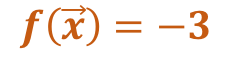 f(x⃗) = −3